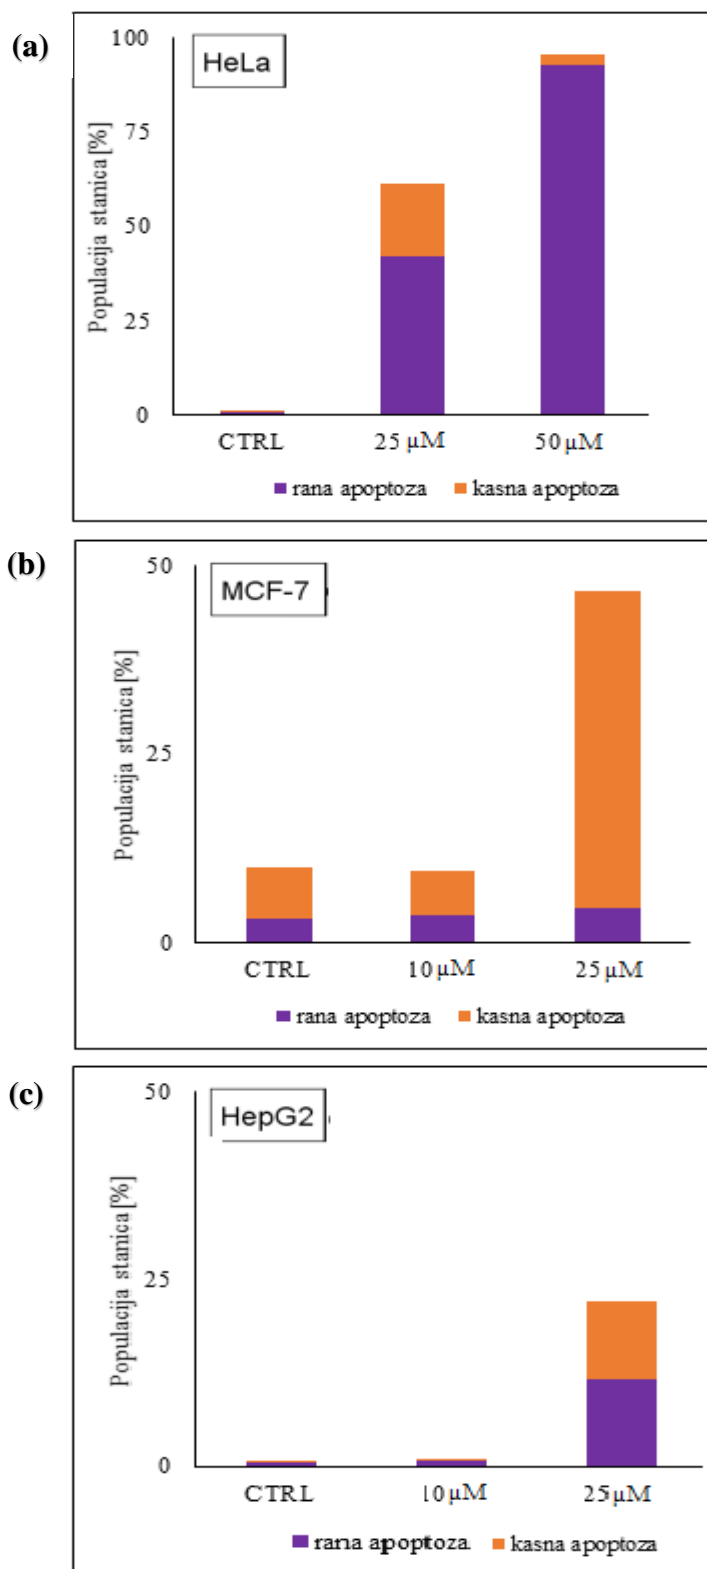 (a)
HeLa
Populacija stanica [%]
100
75
50
25
0
CTRL 25 µM 50 µM
rana apoptoza kasna apoptoza
(b)
MCF-7
Populacija stanica [%]
50
25
0
CTRL 10 µM 25 µM
rana apoptoza kasna apoptoza
(c)
HepG2
Populacija stanica [%]
50
25
0
CTRL 10 µM 25 µM
rana apoptoza kasna apoptoza